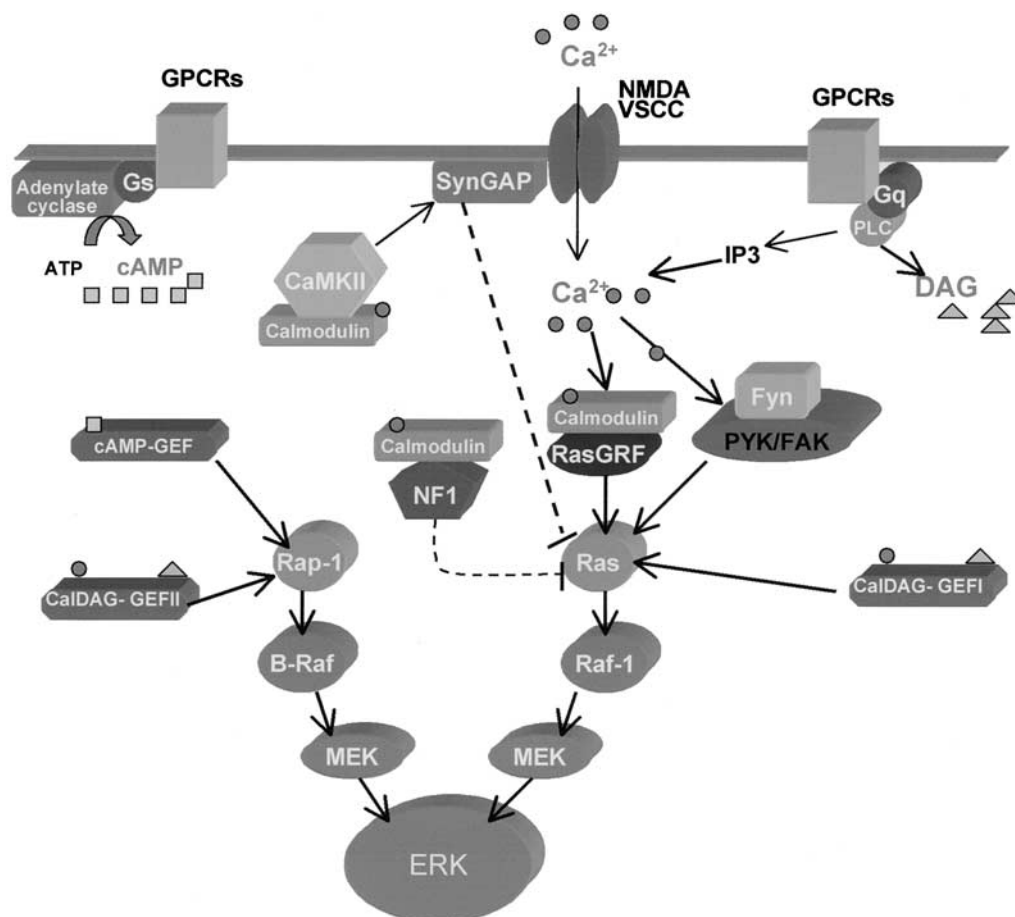 Ca2+
GPCRs
NMDA
VSCC
GPCRs
Adenylate
cyclase
Gs
SynGAP
Gq
PLC
ATP
cAMP
CaMKII
Calmodulin
IP3
Ca2+
DAG
cAMP-GEF
Calmodulin
NF1
Calmodulin
RasGRF
Fyn
PYK/FAK
Rap-1
Ras
CalDAG- GEFII
CalDAG- GEFI
B-Raf
Raf-1
MEK
MEK
ERK